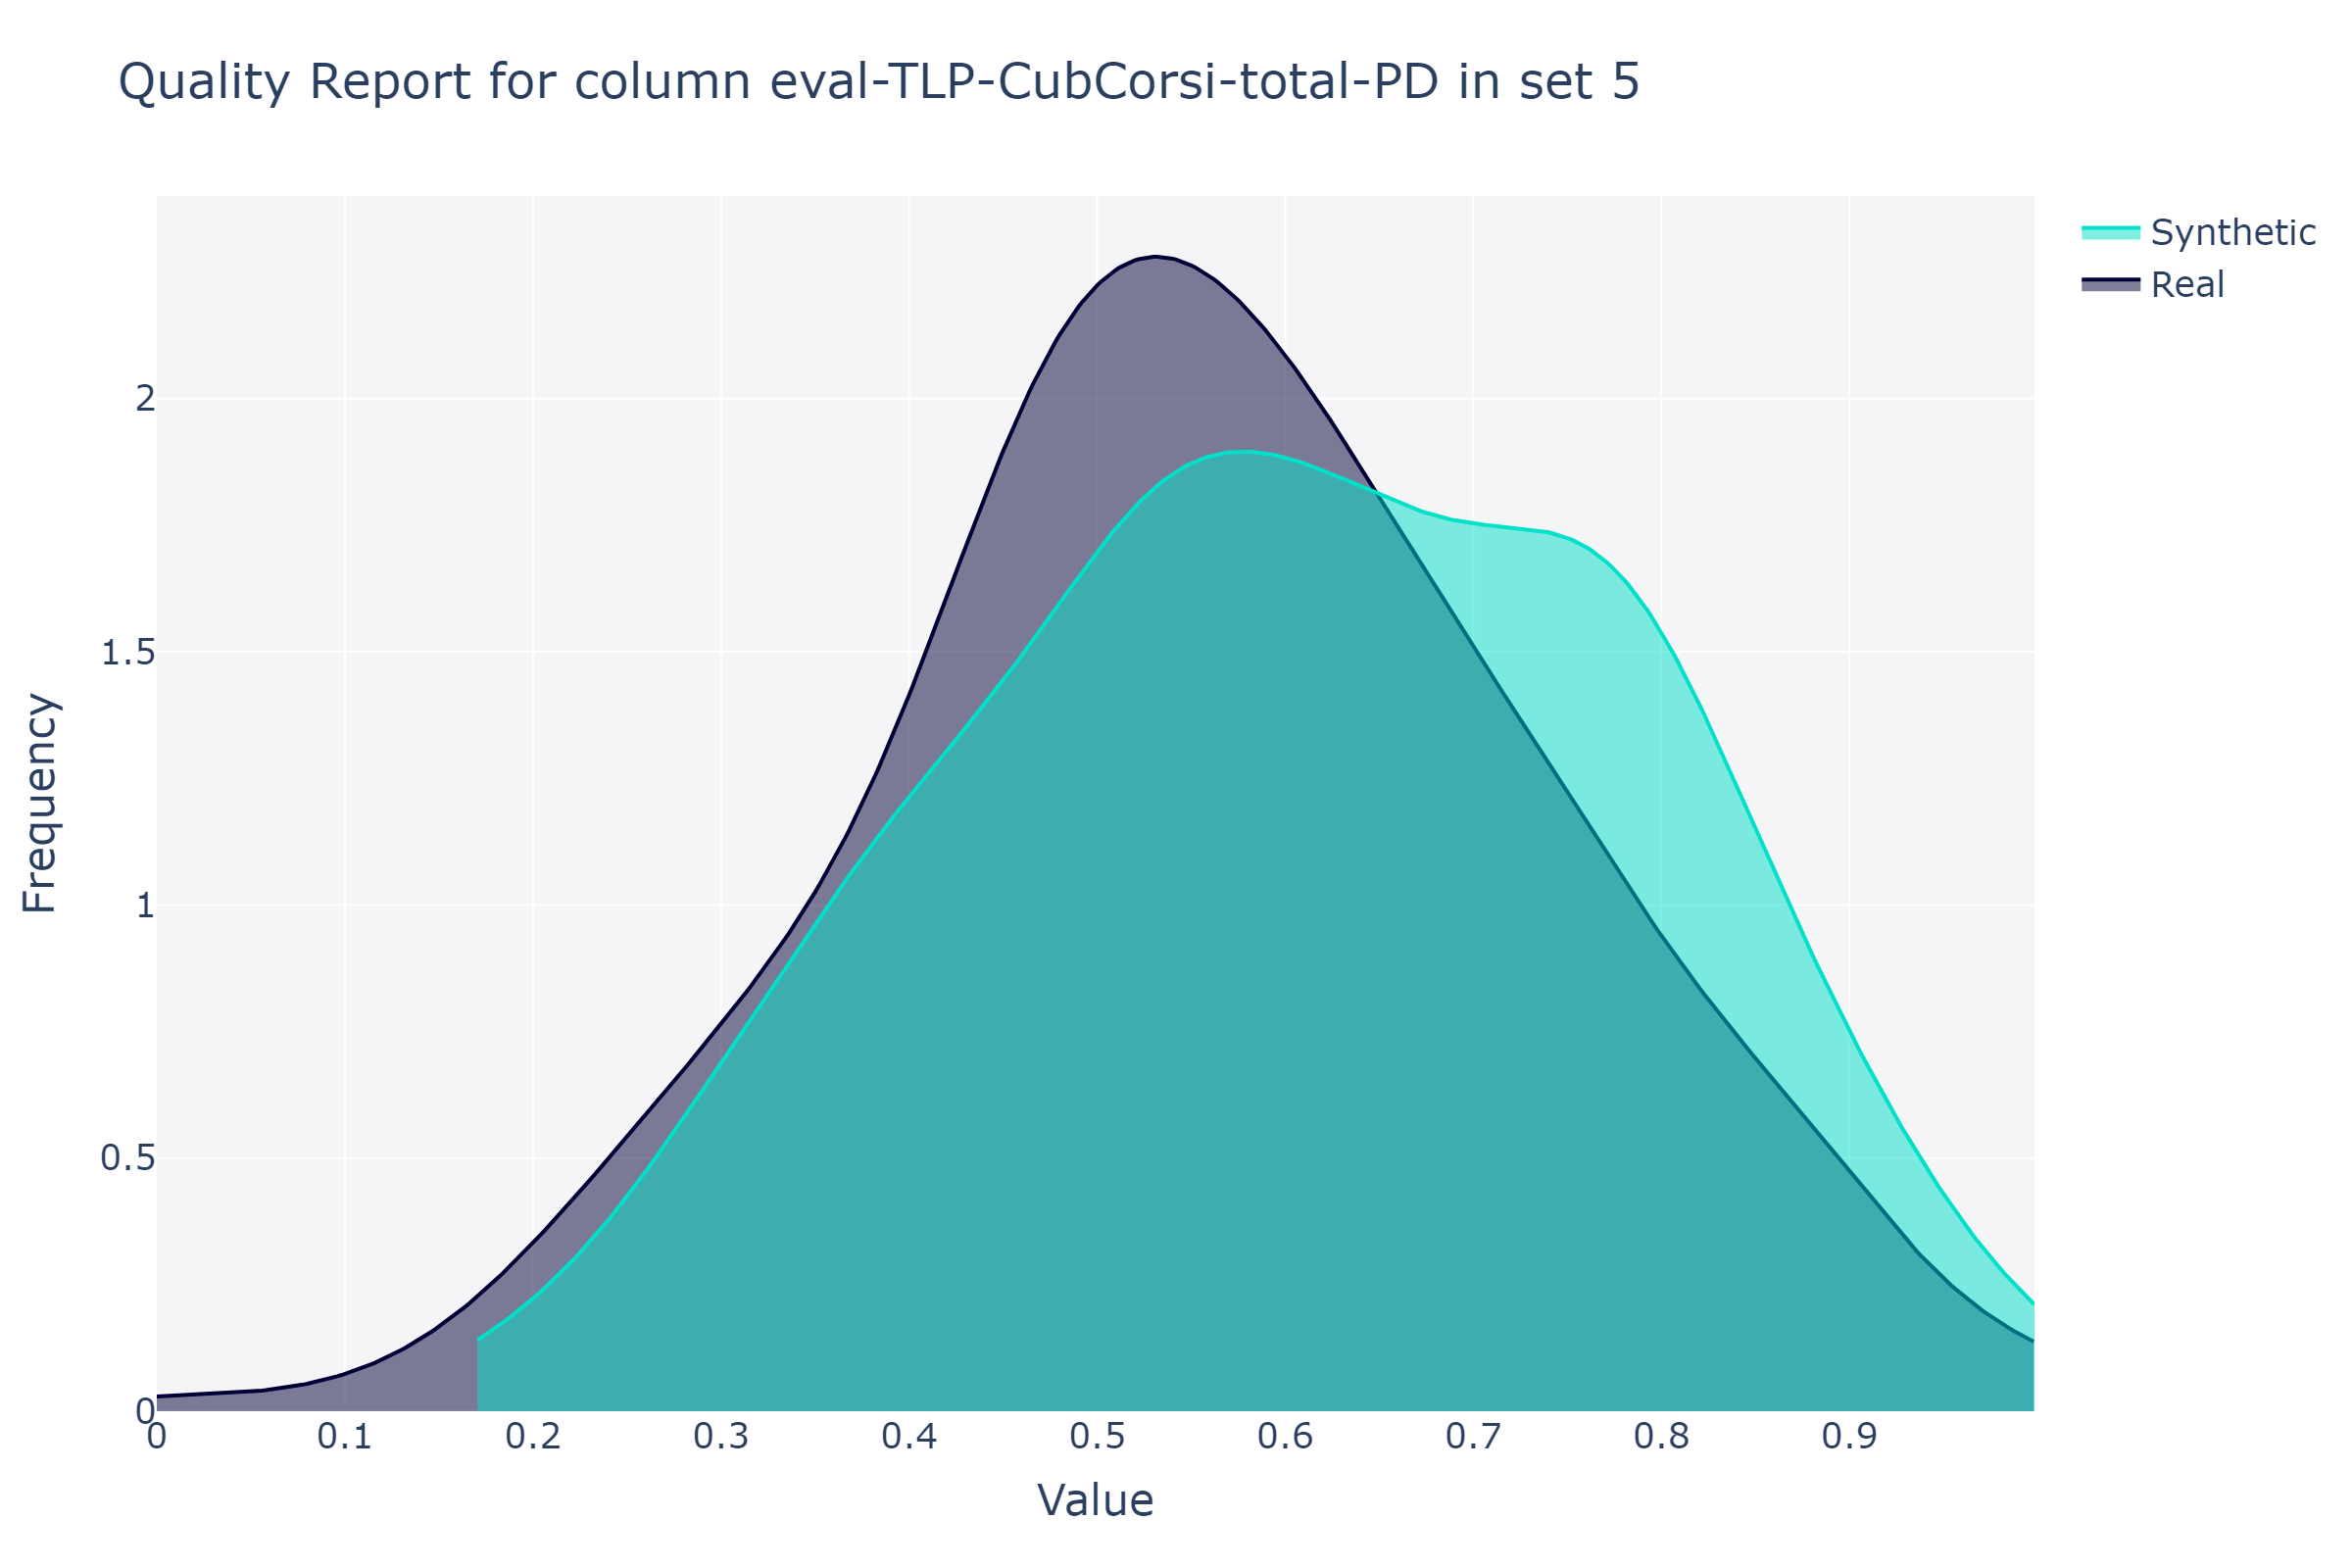 Quality Report for column eval-TLP-CubCorsi-total-PD in set 5
Synthetic
Real
Frequency
2
1.5
1
0.5
0
0 0.1 0.2 0.3 0.4 0.5 0.6 0.7 0.8 0.9
Value